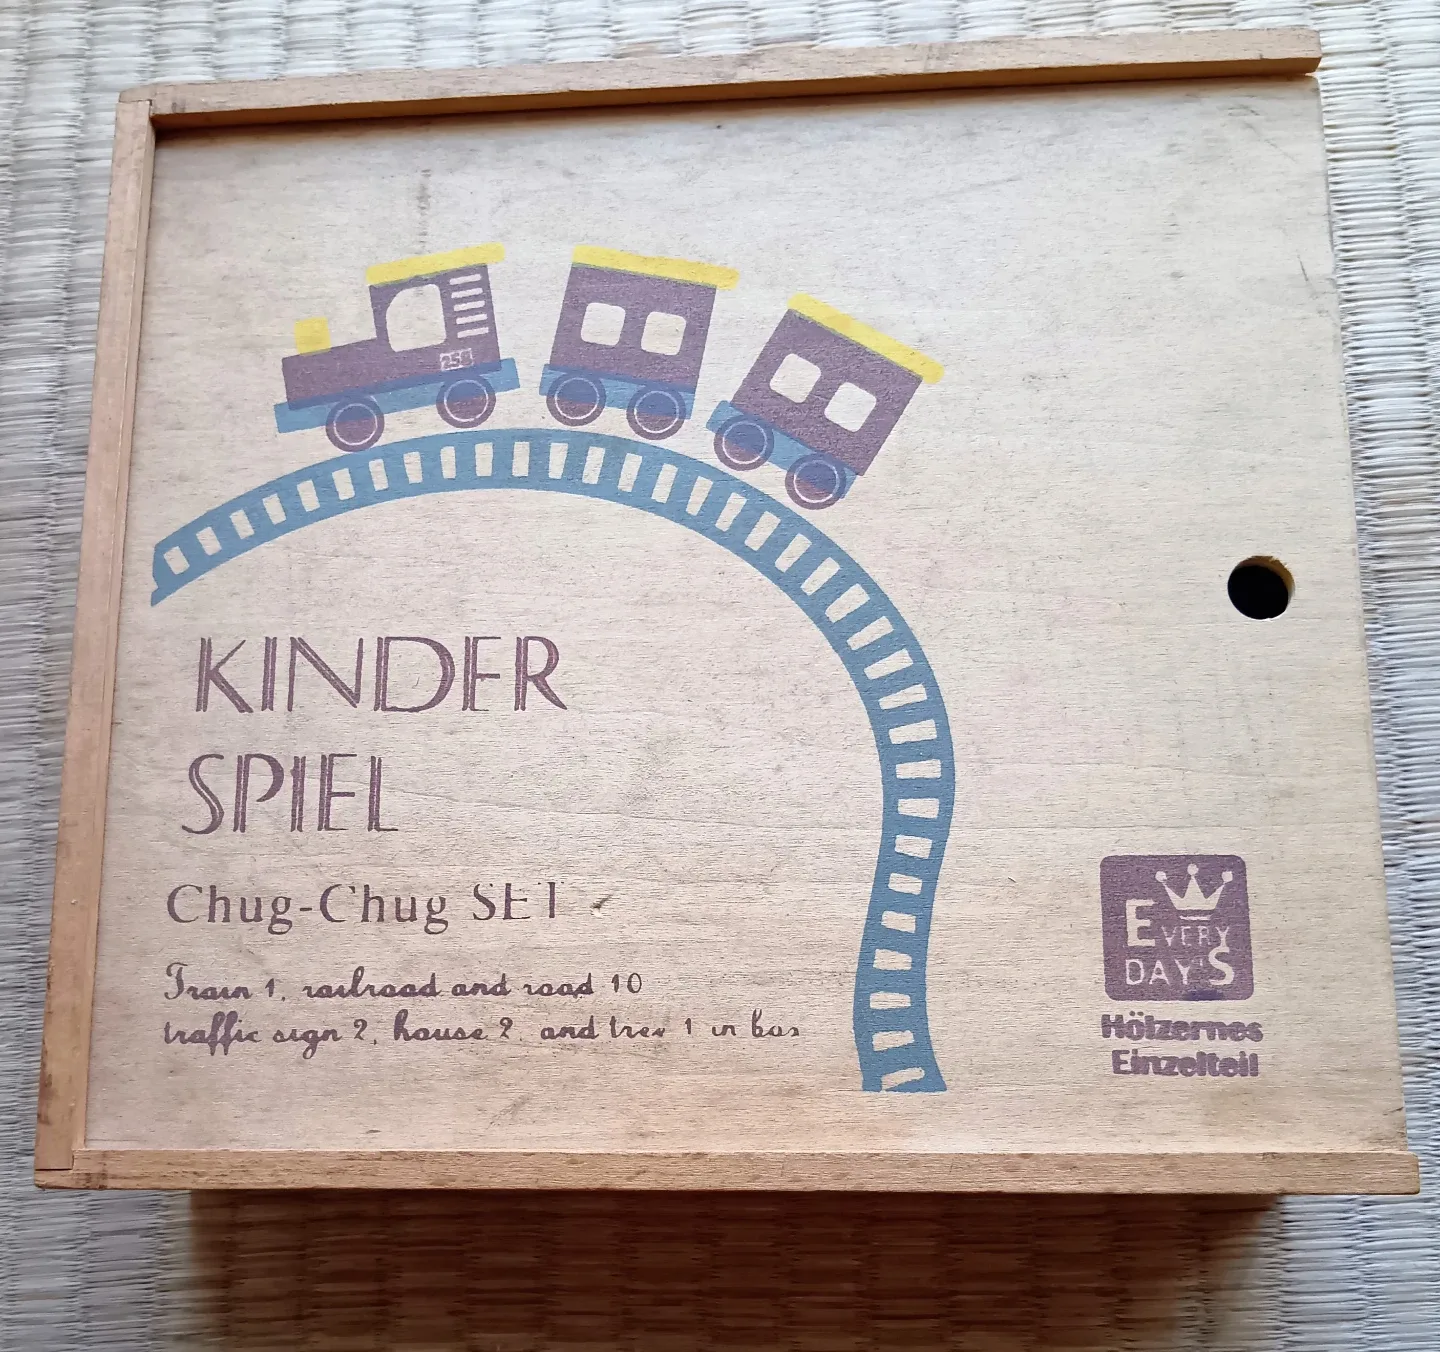 258
KINDER
SPIEL
Chug-Chug SET
Train 1, railroad and road 10
traffic sign 2, house 2, and tree 1 in box
EVERY
DAY'S
Hölzernes
Einzelteil